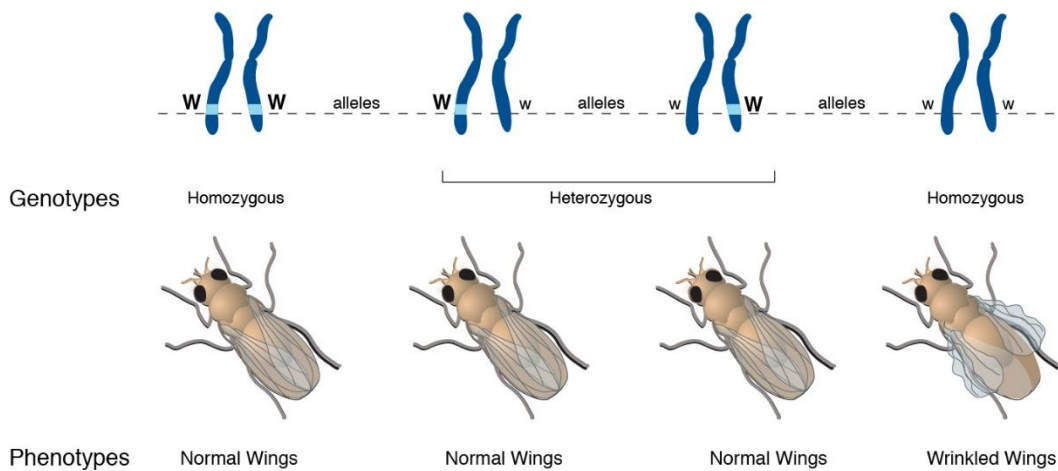 W W alleles W w alleles w W alleles w w
Genotypes Homozygous Heterozygous Homozygous
Phenotypes Normal Wings Normal Wings Normal Wings Wrinkled Wings